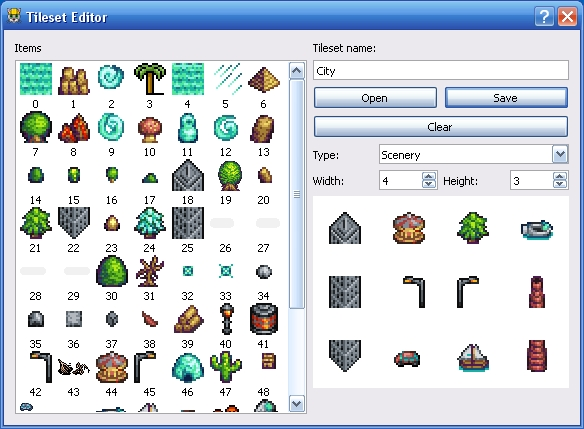 Tileset Editor
Items
Tileset name:
City
Open
Save
Clear
Type:
Scenery
Width:
4
Height:
3
0 1 2 3 4 5 6
7 8 9 10 11 12 13
14 15 16 17 18 19 20
21 22 23 24 25 26 27
28 29 30 31 32 33 34
35 36 37 38 39 40 41
42 43 44 45 46 47 48